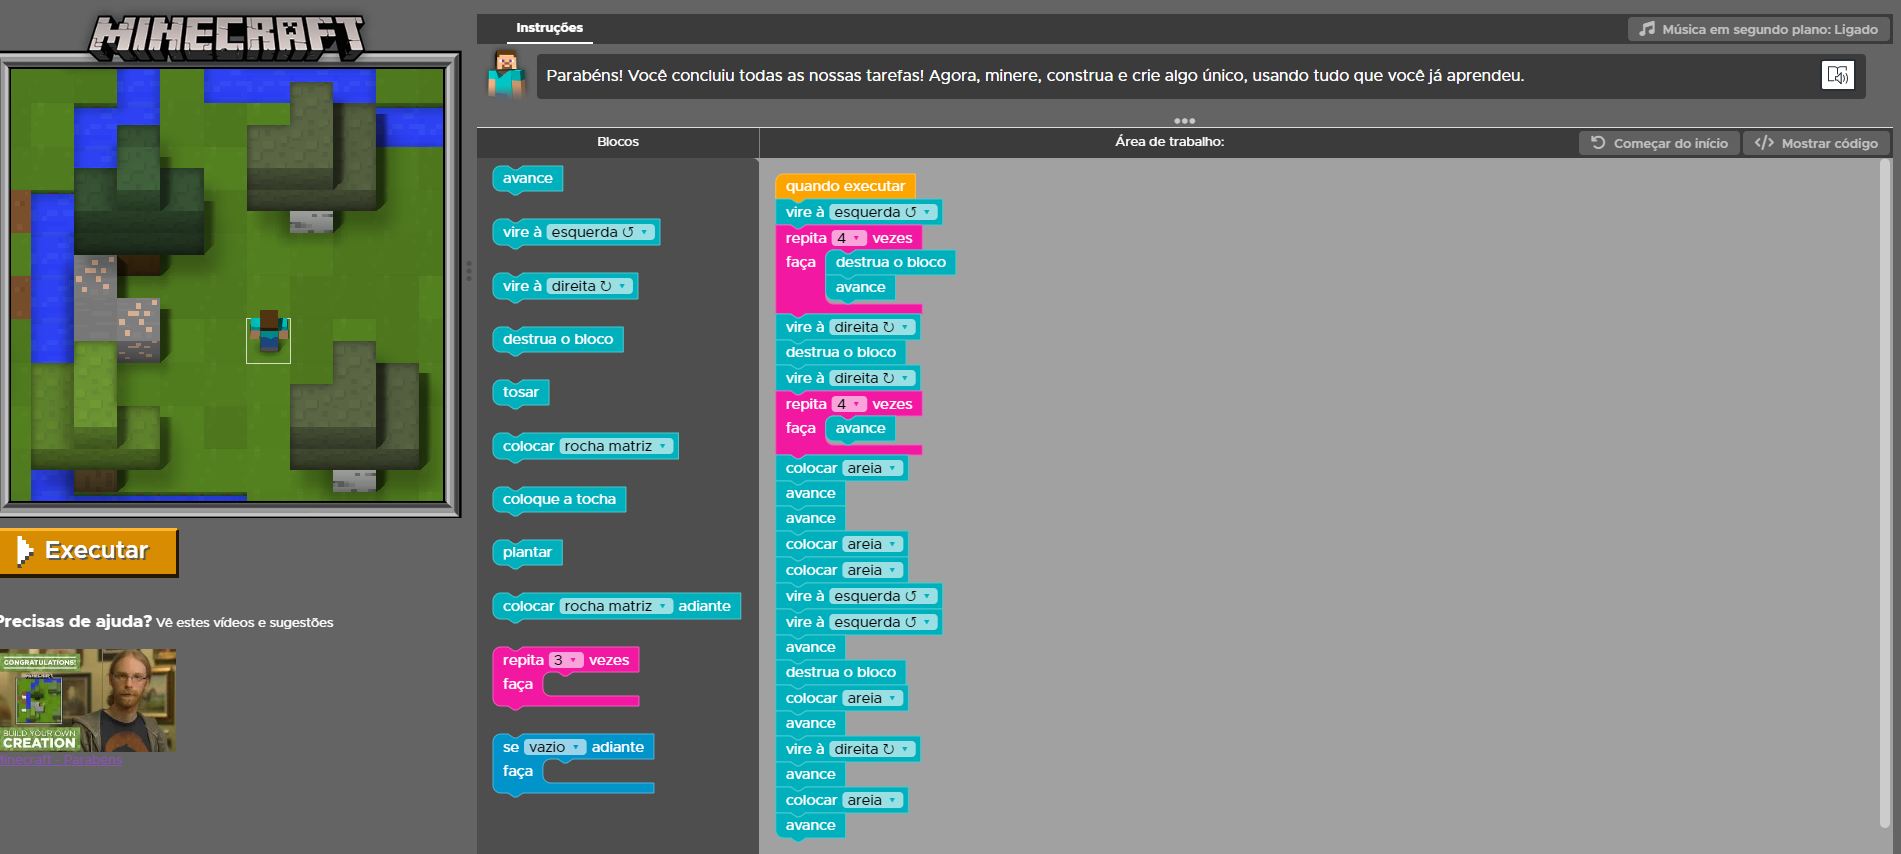 MINECRAFT
Instruções
Música em segundo plano: Ligado
Parabéns! Você concluiu todas as nossas tarefas! Agora, minere, construa e crie algo único, usando tudo que você já aprendeu.
Blocos
Área de trabalho:
Começar do início
</> Mostrar código
avance
vire à esquerda ↺
vire à direita ↻
destrua o bloco
tosar
colocar rocha matriz
coloque a tocha
plantar
colocar rocha matriz adiante
repita 3 vezes
faça
se vazio adiante
faça
quando executar
vire à esquerda ↺
repita 4 vezes
faça destrua o bloco
avance
vire à direita ↻
destrua o bloco
vire à direita ↻
repita 4 vezes
faça avance
colocar areia
avance
avance
colocar areia
colocar areia
vire à esquerda ↺
vire à esquerda ↺
avance
destrua o bloco
colocar areia
avance
vire à direita ↻
avance
colocar areia
avance
Executar
Precisas de ajuda? Vê estes vídeos e sugestões
CONGRATULATIONS!
BUILD YOUR OWN
CREATION
Minecraft - Parabéns